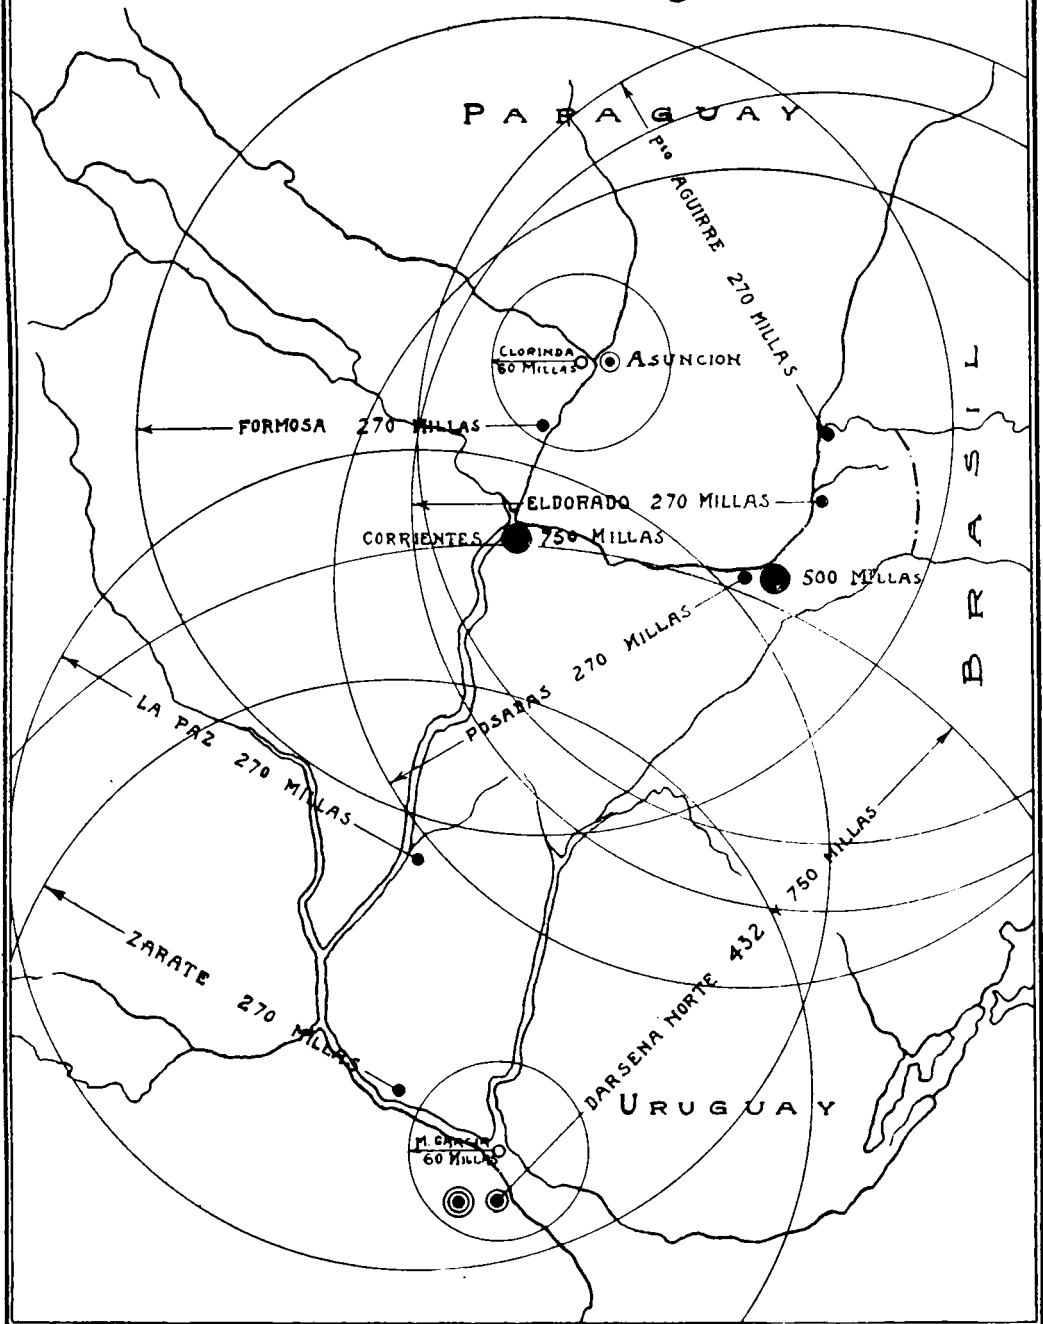 PARAGUAY
Pto AGUIRRE 270 MILLAS
CLORINDA
60 MILLAS
ASUNCION
FORMOSA 270 MILLAS
BRASIL
ELDORADO 270 MILLAS
CORRIENTES 750 MILLAS
500 MILLAS
POSADAS 270 MILLAS
LA PAZ 270 MILLAS
750 MILLAS
DARSENA NORTE 432
ZARATE 270 MILLAS
URUGUAY
M. GARCIA
60 MILLAS